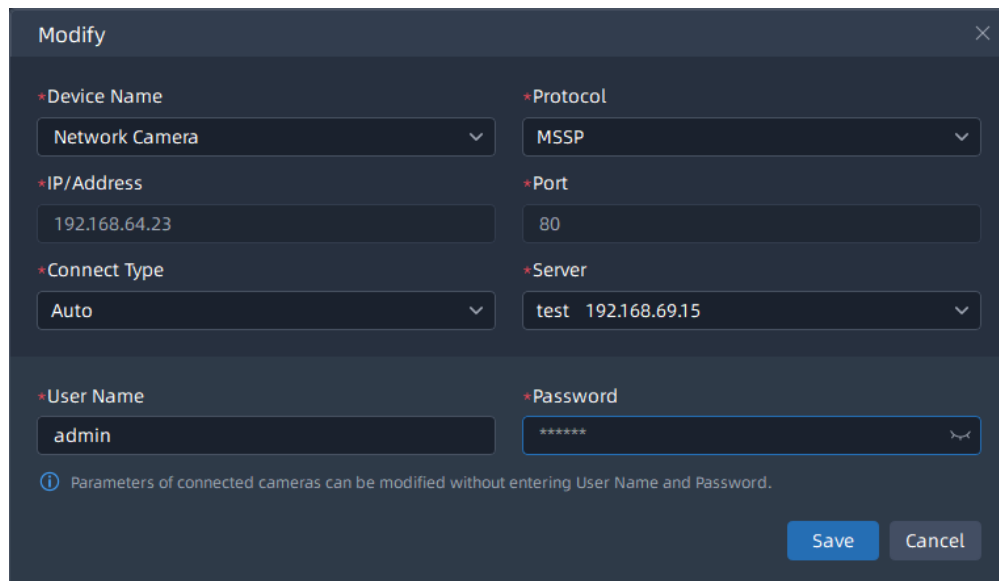 Modify
*Device Name *Protocol
Network Camera MSSP
*IP/Address *Port
192.168.64.23 80
*Connect Type *Server
Auto test 192.168.69.15
*User Name *Password
admin ******
Parameters of connected cameras can be modified without entering User Name and Password.
Save Cancel